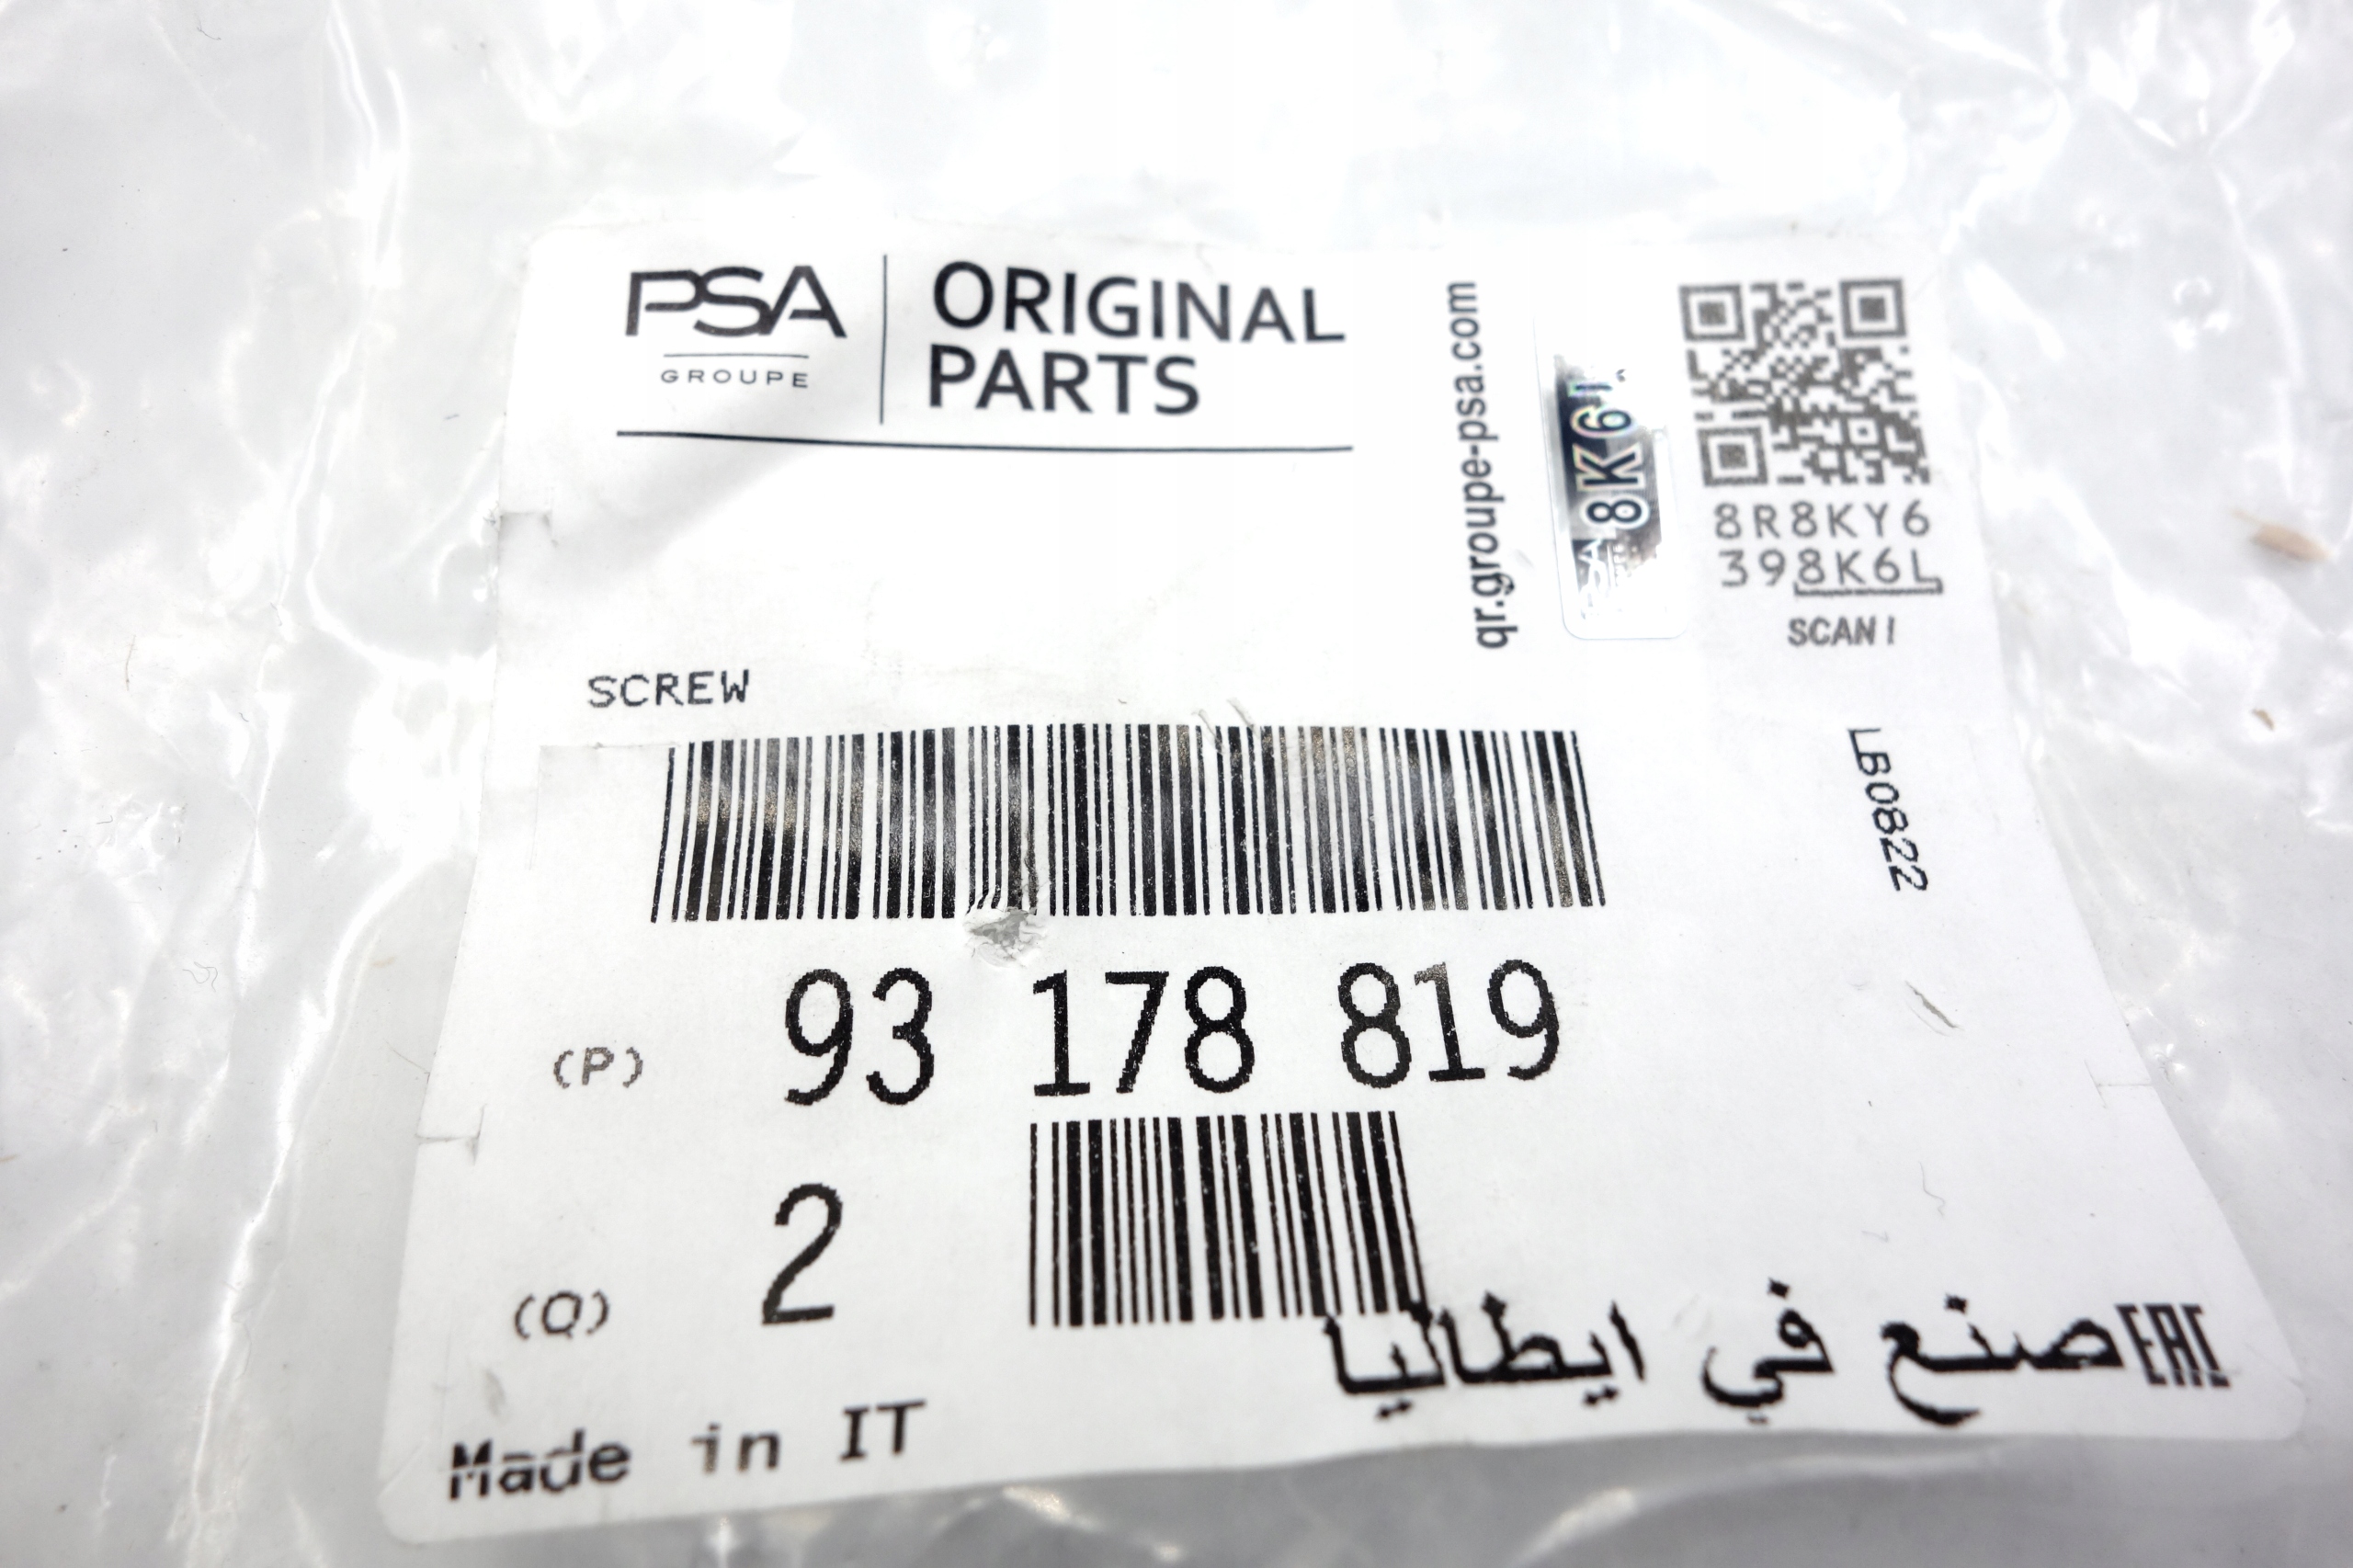 PSA
GROUPE
ORIGINAL
PARTS
qr.groupe-psa.com
8K6L
8R8KY6
398K6L
SCAN !
SCREW
LB0822
(P) 93 178 819
(Q) 2
صنع في ايطاليا
EAC
Made in IT